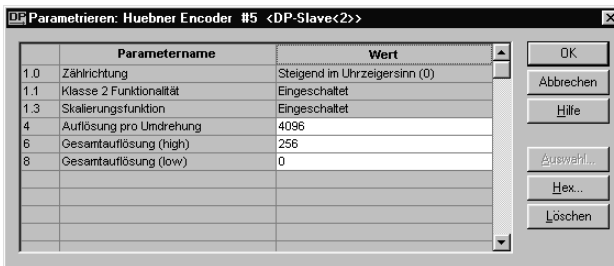 DP Parametrieren: Huebner Encoder #5 <DP-Slave<2>>
Parametername Wert
1.0 Zählrichtung Steigend im Uhrzeigersinn (0)
1.1 Klasse 2 Funktionalität Eingeschaltet
1.3 Skalierungsfunktion Eingeschaltet
4 Auflösung pro Umdrehung 4096
6 Gesamtauflösung (high) 256
8 Gesamtauflösung (low) 0
OK
Abbrechen
Hilfe
Auswahl...
Hex...
Löschen